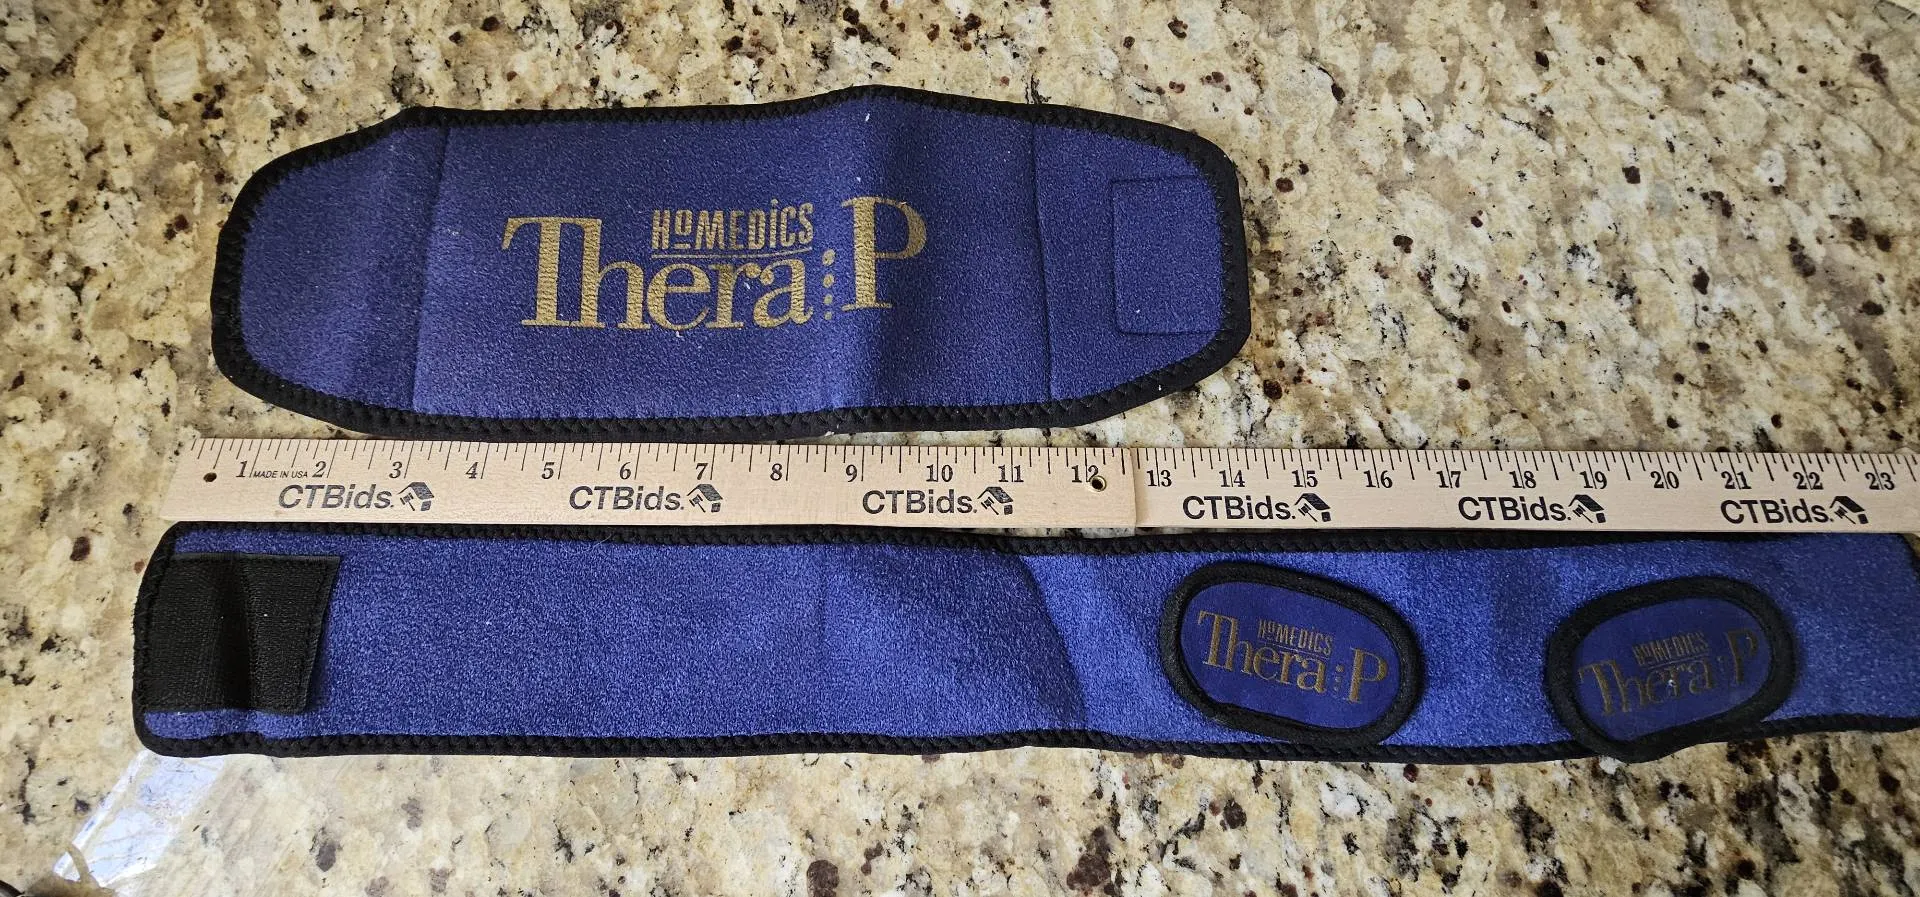 HoMEDiCS
Thera:P
1 MADE IN USA 2 3 4 5 6 7 8 9 10 11 12 13 14 15 16 17 18 19 20 21 22 23
CTBids. CTBids. CTBids. CTBids. CTBids. CTBids.
HoMEDiCS
Thera:P
HoMEDiCS
Thera:P